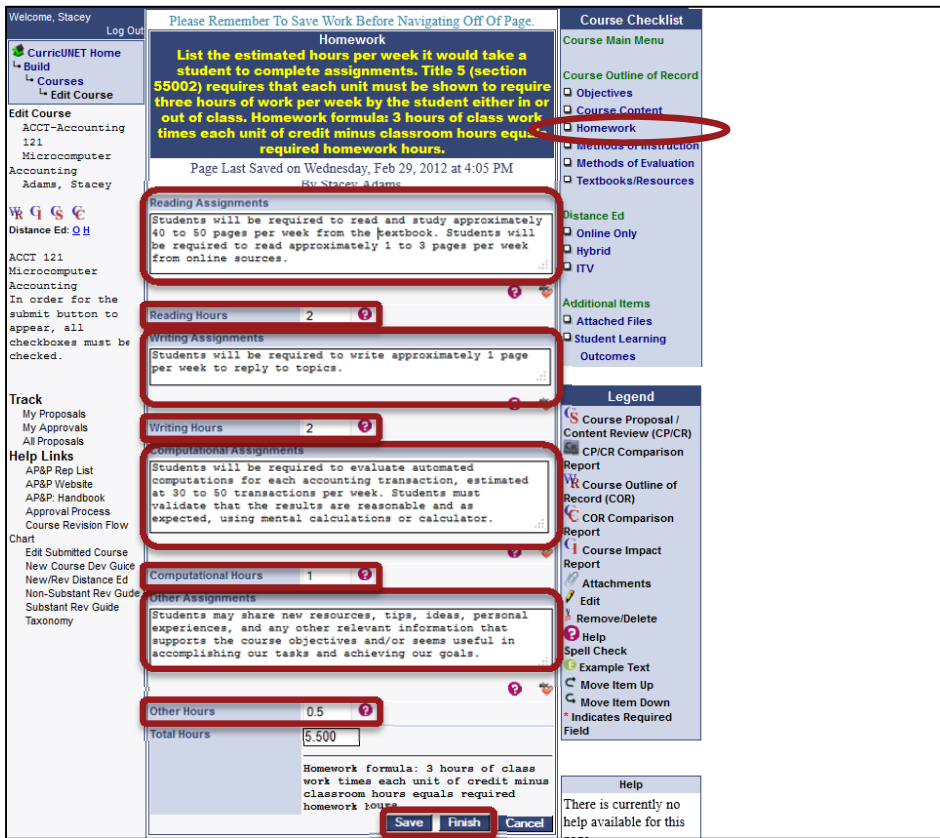 Welcome, Stacey
Log Out
CurricUNET Home
Build
Courses
Edit Course
Edit Course
ACCT-Accounting
121
Microcomputer
Accounting
Adams, Stacey
Distance Ed: O H
ACCT 121
Microcomputer
Accounting
In order for the
submit button to
appear, all
checkboxes must be
checked.
Track
My Proposals
My Approvals
All Proposals
Help Links
AP&P Rep List
AP&P Website
AP&P: Handbook
Approval Process
Course Revision Flow
Chart
Edit Submitted Course
New Course Dev Guice
New/Rev Distance Ed
Non-Substant Rev Gude
Substant Rev Guide
Taxonomy
Please Remember To Save Work Before Navigating Off Of Page.
Homework
List the estimated hours per week it would take a
student to complete assignments. Title 5 (section
55002) requires that each unit must be shown to require
three hours of work per week by the student either in or
out of class. Homework formula: 3 hours of class work
times each unit of credit minus classroom hours equals
required homework hours.
Page Last Saved on Wednesday, Feb 29, 2012 at 4:05 PM
By Stacey Adams
Reading Assignments
Students will be required to read and study approximately
40 to 50 pages per week from the textbook. Students will
be required to read approximately 1 to 3 pages per week
from online sources.
Reading Hours 2
Writing Assignments
Students will be required to write approximately 1 page
per week to reply to topics.
Writing Hours 2
Computational Assignments
Students will be required to evaluate automated
computations for each accounting transaction, estimated
at 30 to 50 transactions per week. Students must
validate that the results are reasonable and as
expected, using mental calculations or calculator.
Computational Hours 1
Other Assignments
Students may share new resources, tips, ideas, personal
experiences, and any other relevant information that
supports the course objectives and/or seems useful in
accomplishing our tasks and achieving our goals.
Other Hours 0.5
Total Hours 5.500
Homework formula: 3 hours of class
work times each unit of credit minus
classroom hours equals required
homework hours
Save Finish Cancel
Course Checklist
Course Main Menu
Course Outline of Record
Objectives
Course Content
Homework
Methods of Instruction
Methods of Evaluation
Textbooks/Resources
Distance Ed
Online Only
Hybrid
ITV
Additional Items
Attached Files
Student Learning
Outcomes
Legend
Course Proposal /
Content Review (CP/CR)
CP/CR Comparison
Report
Course Outline of
Record (COR)
COR Comparison
Report
Course Impact
Report
Attachments
Edit
Remove/Delete
Help
Spell Check
Example Text
Move Item Up
Move Item Down
* Indicates Required
Field
Help
There is currently no
help available for this